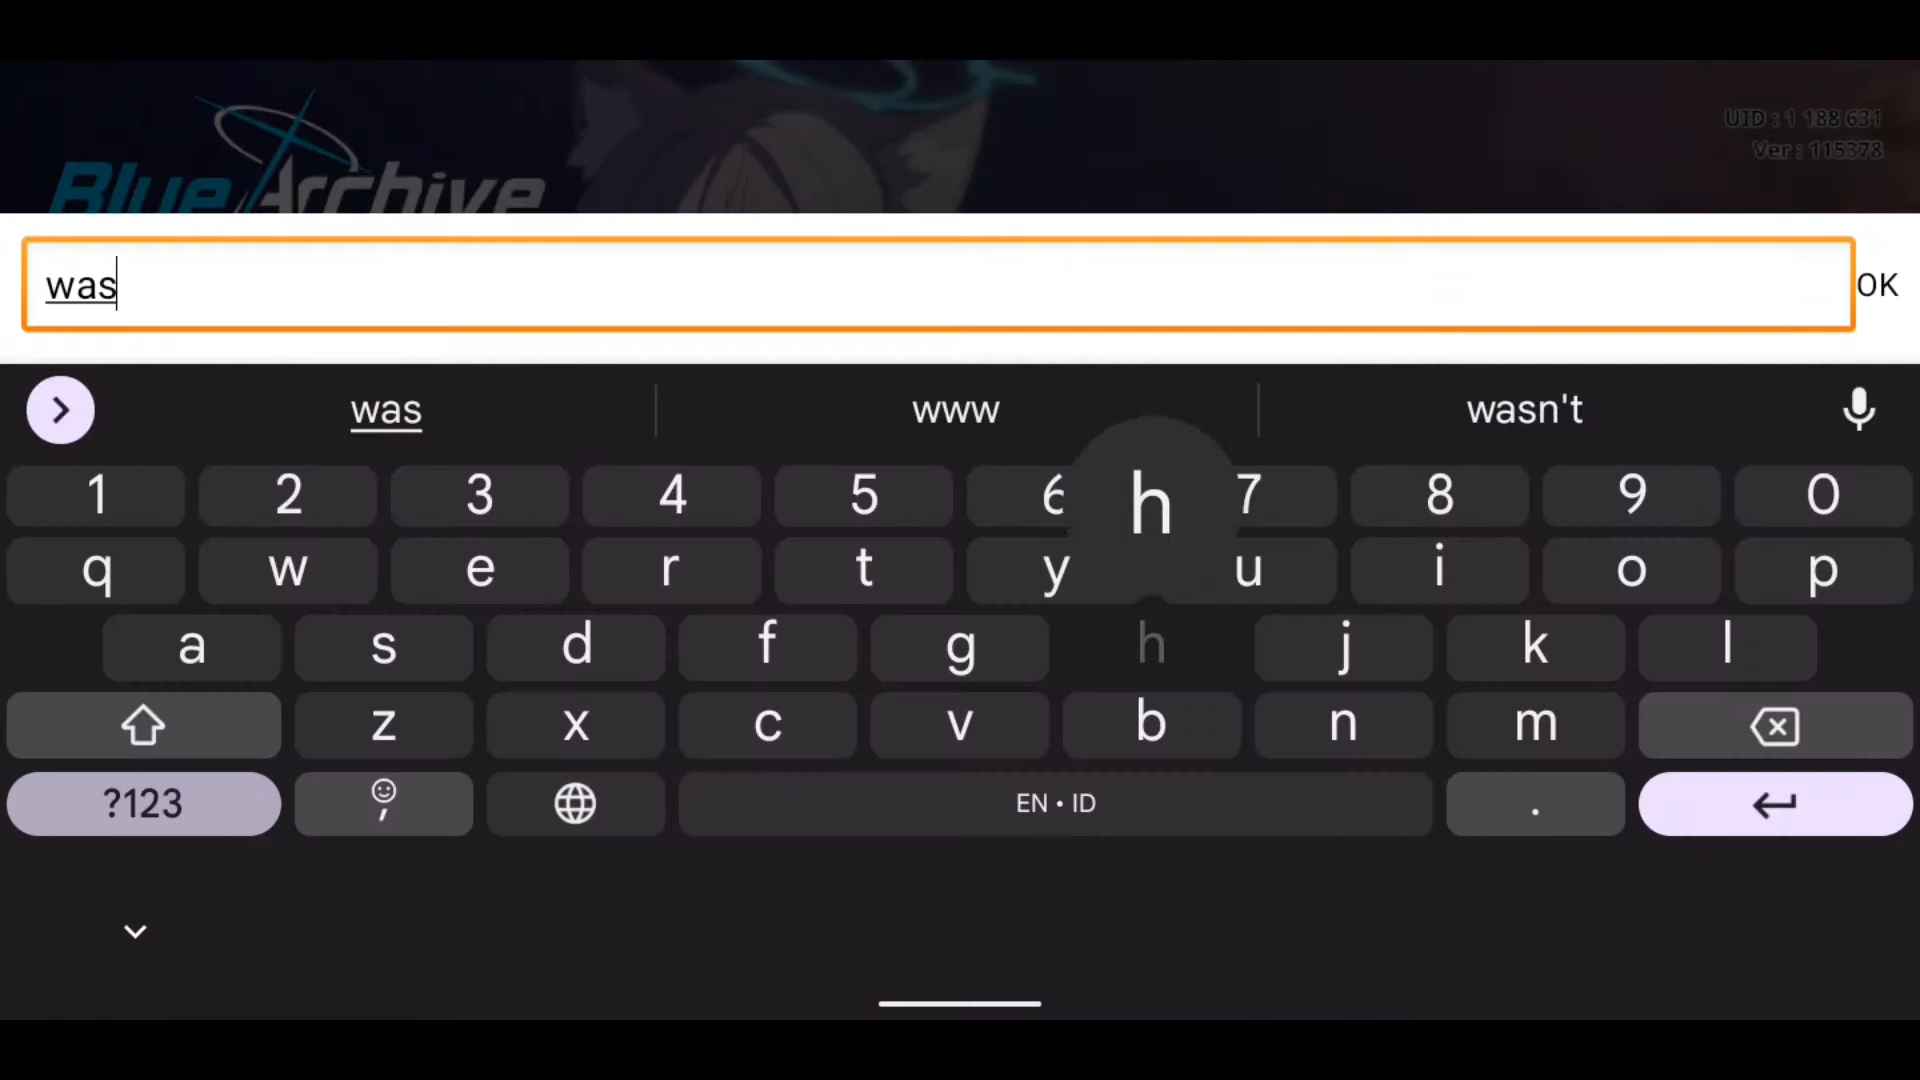 Blue Archive
UID : 1 188 631
Ver : 115378
was
OK
was
www
wasn't
1 2 3 4 5 6 7 8 9 0
h
q w e r t y u i o p
a s d f g h j k l
z x c v b n m
?123
,
EN • ID
.